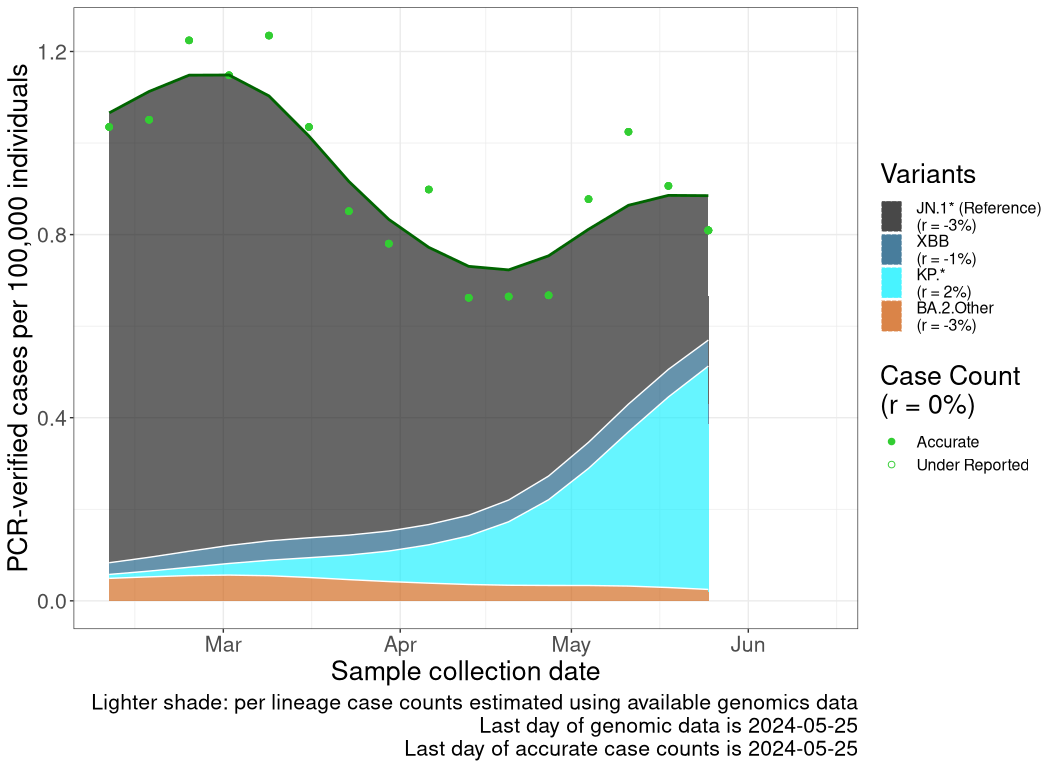 PCR-verified cases per 100,000 individuals
1.2
0.8
0.4
0.0
Mar
Apr
May
Jun
Sample collection date
Lighter shade: per lineage case counts estimated using available genomics data
Last day of genomic data is 2024-05-25
Last day of accurate case counts is 2024-05-25
Variants
JN.1* (Reference)
(r = -3%)
XBB
(r = -1%)
KP.*
(r = 2%)
BA.2.Other
(r = -3%)
Case Count
(r = 0%)
Accurate
Under Reported